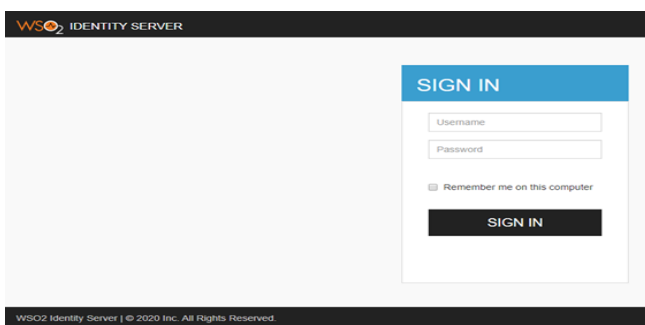 WSO2 IDENTITY SERVER
SIGN IN
Username
Password
Remember me on this computer
SIGN IN
WSO2 Identity Server | © 2020 Inc. All Rights Reserved.